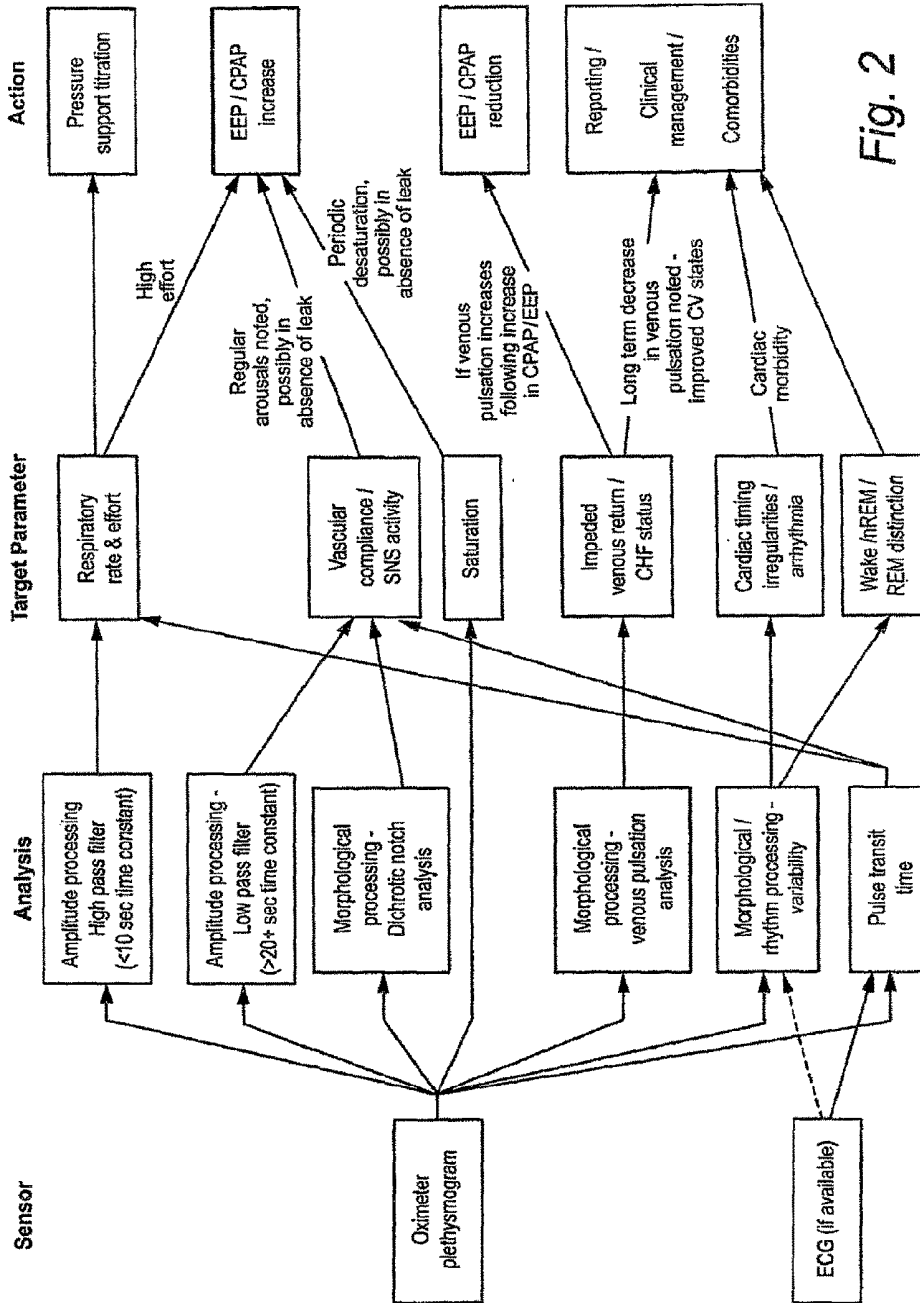 Sensor
Analysis
Target Parameter
Action
Oximeter
plethysmogram
ECG (if available)
Amplitude processing
High pass filter
(<10 sec time constant)
Amplitude processing -
Low pass filter
(>20+ sec time constant)
Morphological
processing -
Dichrotic notch
analysis
Morphological
processing -
venous pulsation
analysis
Morphological /
rhythm processing -
variability
Pulse transit
time
Respiratory
rate & effort
Vascular
compliance /
SNS activity
Saturation
Impeded
venous return /
CHF status
Cardiac timing
irregularities /
arrhythmia
Wake /nREM /
REM distinction
High
effort
Regular
arousals noted,
possibly in
absence of leak
Periodic
desaturation,
possibly in
absence of leak
If venous
pulsation increases
following increase
in CPAP/EEP
Long term decrease
in venous
pulsation noted -
improved CV states
Cardiac
morbidity
Pressure
support titration
EEP / CPAP
increase
EEP / CPAP
reduction
Reporting /
Clinical
management /
Comorbidities
Fig. 2